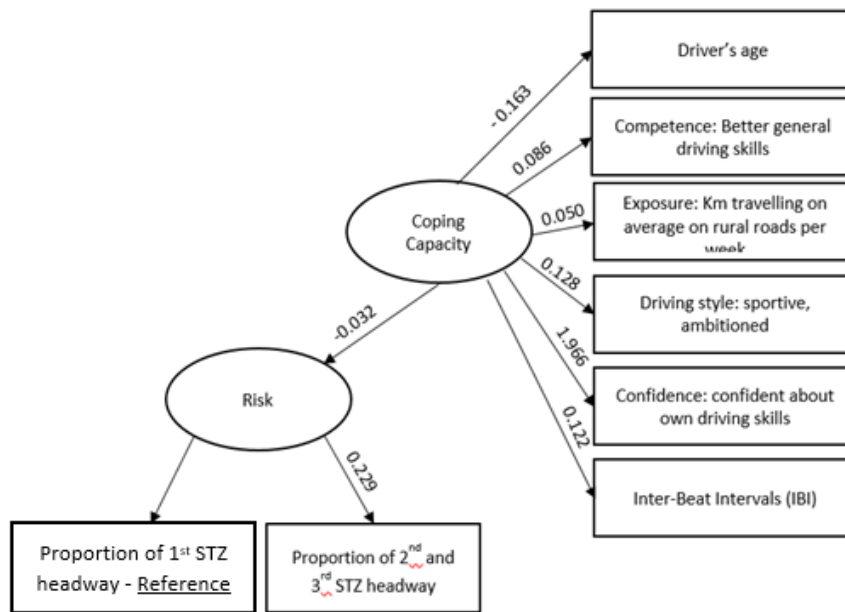 Driver's age
- 0.163
Competence: Better general
driving skills
0.086
Exposure: Km travelling on
average on rural roads per
week
0.050
Coping
Capacity
0.128
Driving style: sportive,
ambitioned
-0.032
1.966
Confidence: confident about
own driving skills
Risk
0.122
Inter-Beat Intervals (IBI)
0.229
Proportion of 1st STZ
headway - Reference
Proportion of 2nd and
3rd STZ headway